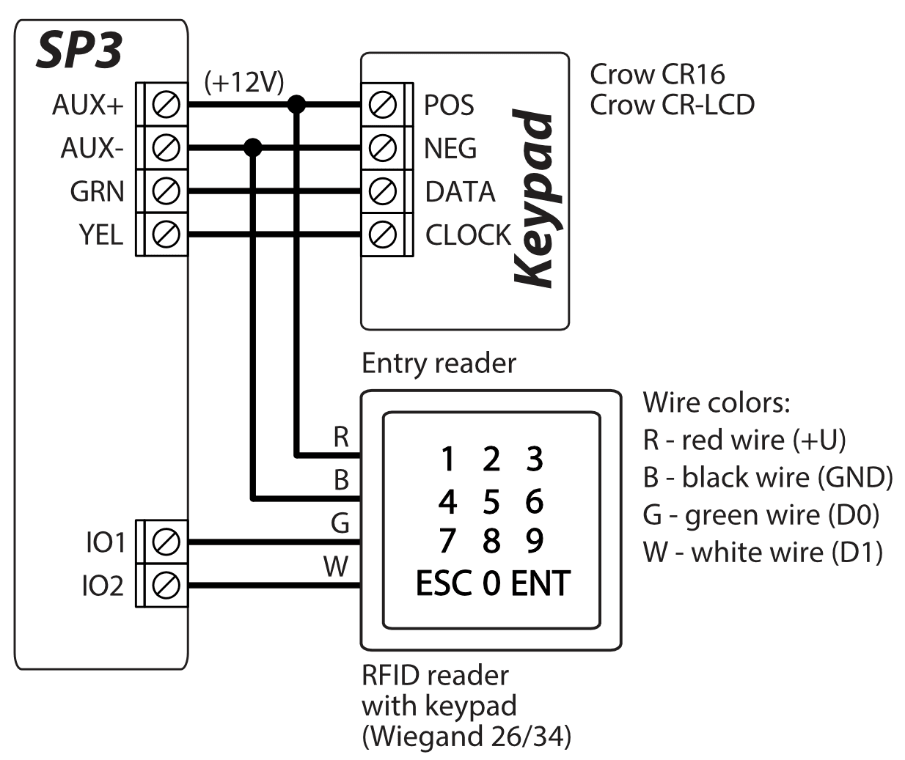 SP3
(+12V)
AUX+
AUX-
GRN
YEL
POS
NEG
DATA
CLOCK
Keypad
Crow CR16
Crow CR-LCD
Entry reader
R
B
G
W
IO1
IO2
1 2 3
4 5 6
7 8 9
ESC 0 ENT
Wire colors:
R - red wire (+U)
B - black wire (GND)
G - green wire (D0)
W - white wire (D1)
RFID reader
with keypad
(Wiegand 26/34)